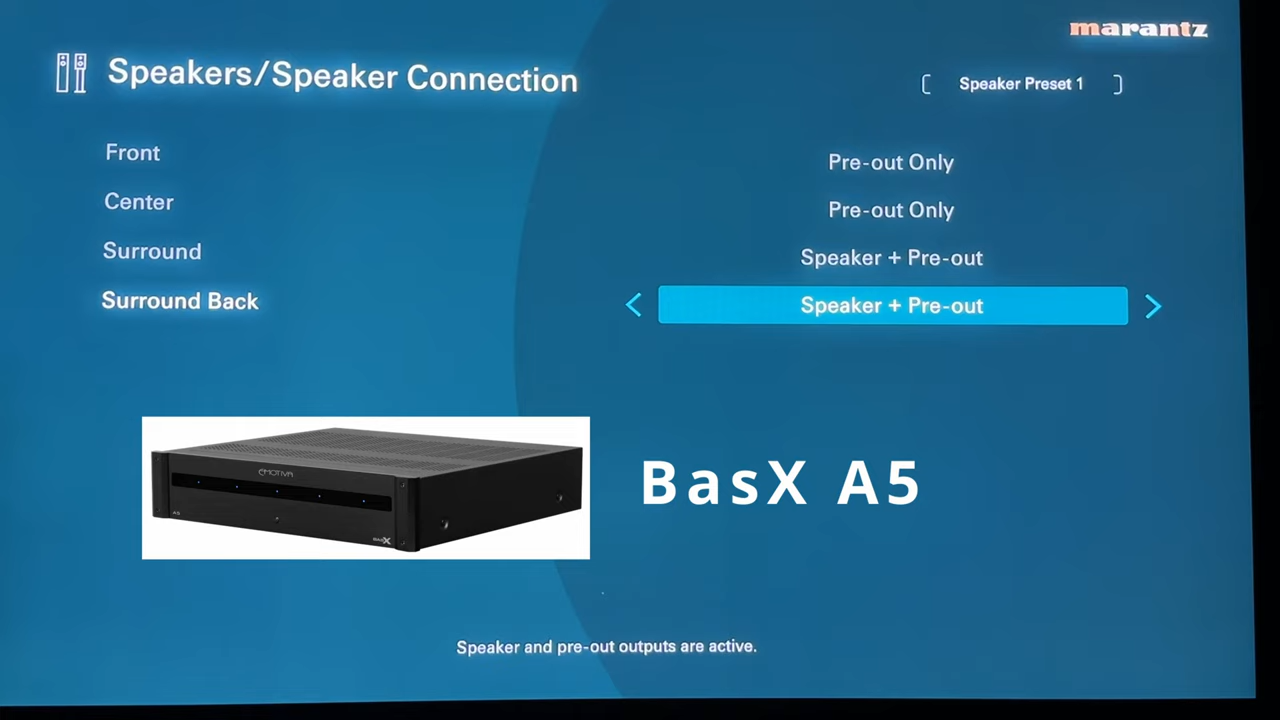 marantz
Speakers/Speaker Connection
Speaker Preset 1
Front
Pre-out Only
Center
Pre-out Only
Surround
Speaker + Pre-out
Surround Back
Speaker + Pre-out
EMOTIVA
A5
BasX
BasX A5
Speaker and pre-out outputs are active.